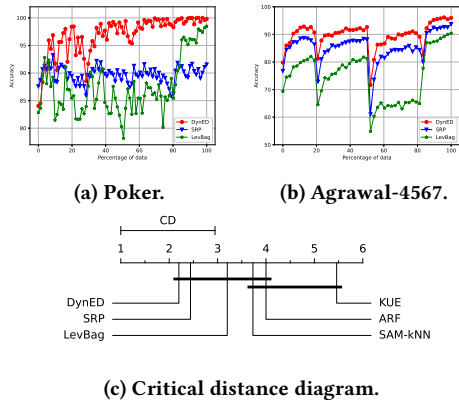 100
95
90
85
80
Accuracy
0
20
40
60
80
100
Percentage of data
DynED
SRP
LevBag
(a) Poker.
100
90
80
70
60
50
Accuracy
0
20
40
60
80
100
Percentage of data
DynED
SRP
LevBag
(b) Agrawal-4567.
CD
1 2 3 4 5 6
DynED KUE
SRP ARF
LevBag SAM-kNN
(c) Critical distance diagram.